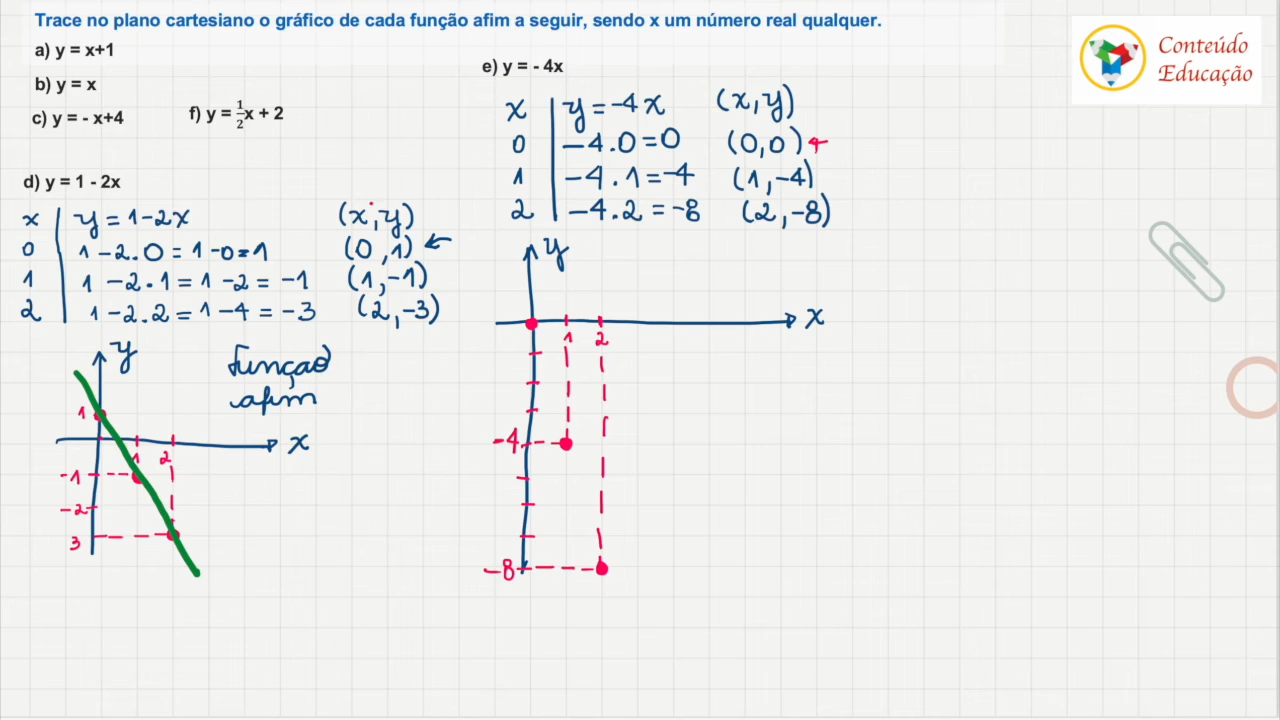 Trace no plano cartesiano o gráfico de cada função afim a seguir, sendo x um número real qualquer.
a) y = x+1
b) y = x
c) y = - x+4
f) y = 1/2 x + 2
d) y = 1 - 2x
x | y = 1-2x (x,y)
0 1-2.0 = 1-0=1 (0,1) ←
1 1-2.1 = 1-2 = -1 (1,-1)
2 1-2.2 = 1-4 = -3 (2,-3)
y
função
afim
1
x
1 2
-1
-2
3
e) y = - 4x
x | y = -4x (x,y)
0 -4.0 = 0 (0,0) ←
1 -4.1 = -4 (1,-4)
2 -4.2 = -8 (2,-8)
y
x
1 2
-4
-8
Conteúdo
Educação